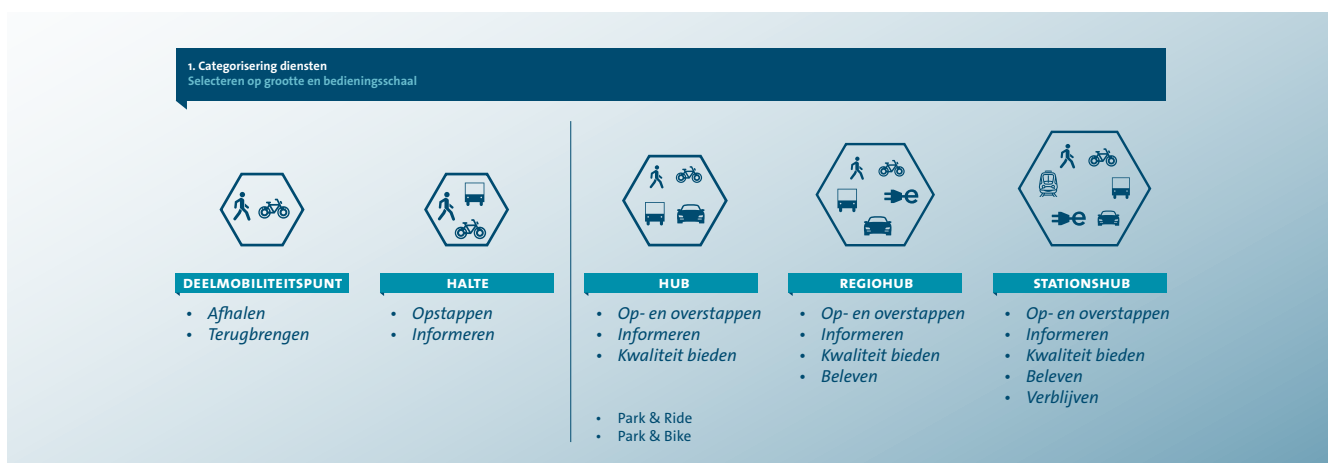 1. Categorisering diensten
Selecteren op grootte en bedieningsschaal
DEELMOBILITEITSPUNT
• Afhalen
• Terugbrengen
HALTE
• Opstappen
• Informeren
HUB
• Op- en overstappen
• Informeren
• Kwaliteit bieden
• Park & Ride
• Park & Bike
REGIOHUB
• Op- en overstappen
• Informeren
• Kwaliteit bieden
• Beleven
STATIONSHUB
• Op- en overstappen
• Informeren
• Kwaliteit bieden
• Beleven
• Verblijven